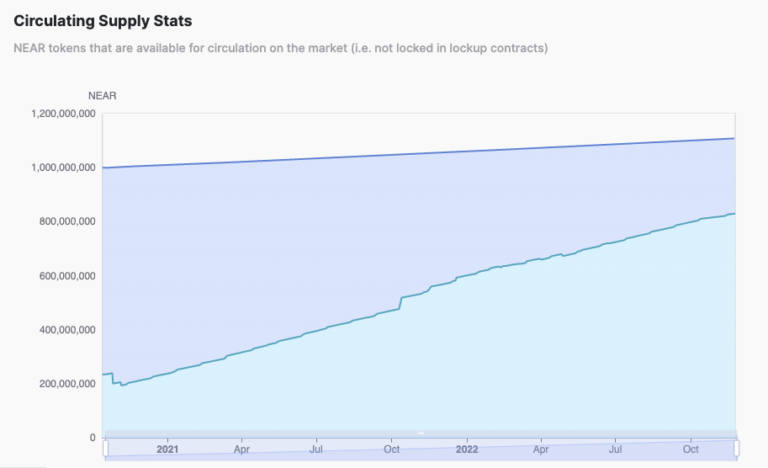 Circulating Supply Stats
NEAR tokens that are available for circulation on the market (i.e. not locked in lockup contracts)
NEAR
1,200,000,000
1,000,000,000
800,000,000
600,000,000
400,000,000
200,000,000
0
2021 Apr Jul Oct 2022 Apr Jul Oct